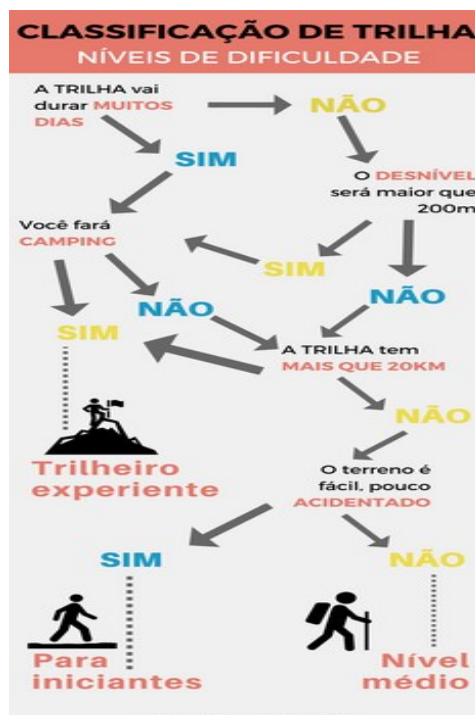 CLASSIFICAÇÃO DE TRILHA
NÍVEIS DE DIFICULDADE
A TRILHA vai
durar MUITOS
DIAS
NÃO
SIM
O DESNÍVEL
será maior que
200m
Você fará
CAMPING
SIM
NÃO
NÃO
SIM
A TRILHA tem
MAIS QUE 20KM
NÃO
Trilheiro
experiente
O terreno é
fácil, pouco
ACIDENTADO
SIM
NÃO
Para
iniciantes
Nível
médio